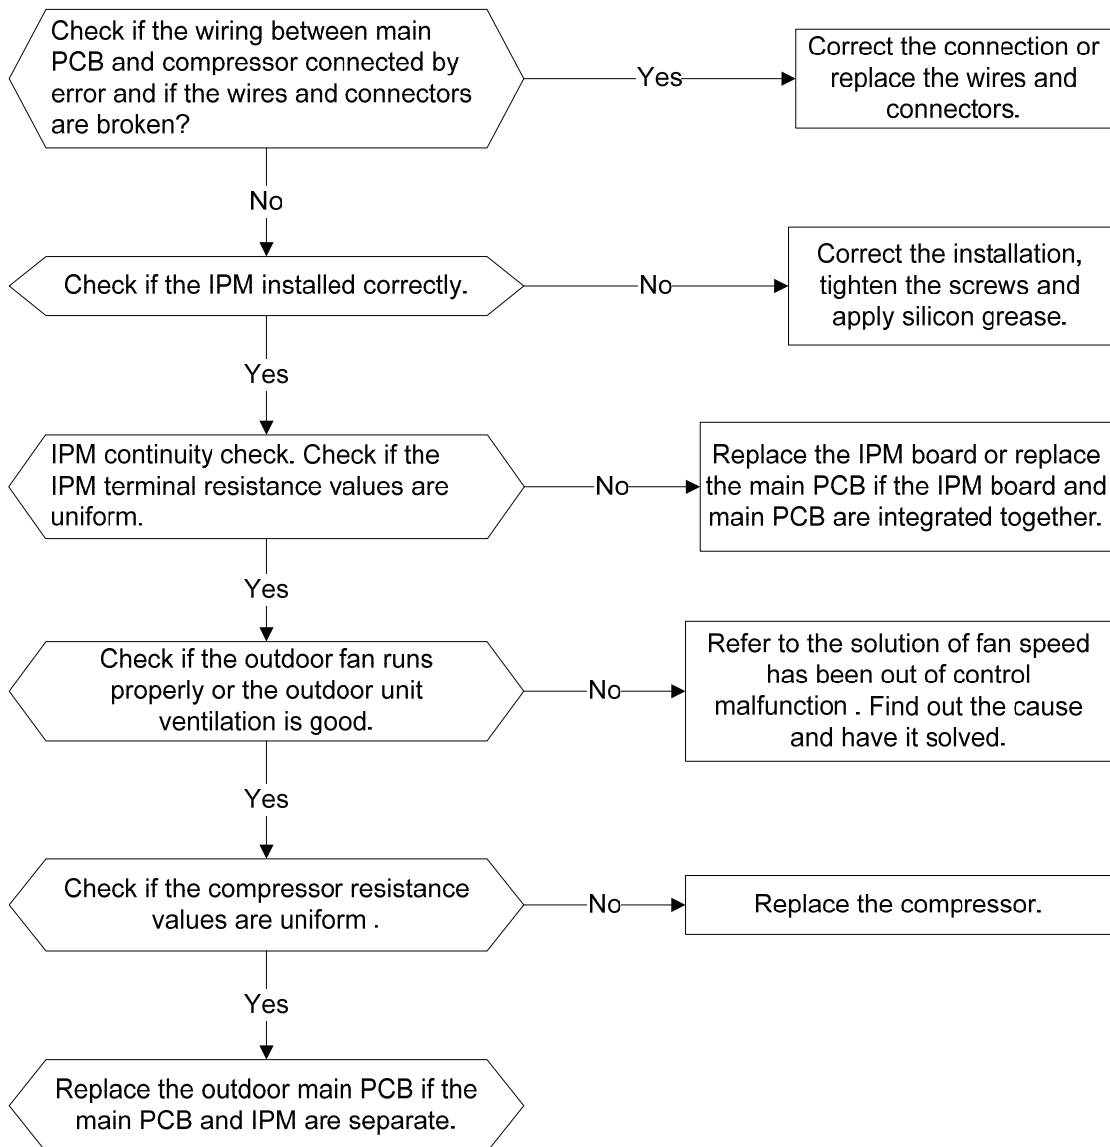 Check if the wiring between main
PCB and compressor connected by
error and if the wires and connectors
are broken?
Yes
Correct the connection or
replace the wires and
connectors.
No
Check if the IPM installed correctly.
No
Correct the installation,
tighten the screws and
apply silicon grease.
Yes
IPM continuity check. Check if the
IPM terminal resistance values are
uniform.
No
Replace the IPM board or replace
the main PCB if the IPM board and
main PCB are integrated together.
Yes
Check if the outdoor fan runs
properly or the outdoor unit
ventilation is good.
No
Refer to the solution of fan speed
has been out of control
malfunction . Find out the cause
and have it solved.
Yes
Check if the compressor resistance
values are uniform .
No
Replace the compressor.
Yes
Replace the outdoor main PCB if the
main PCB and IPM are separate.